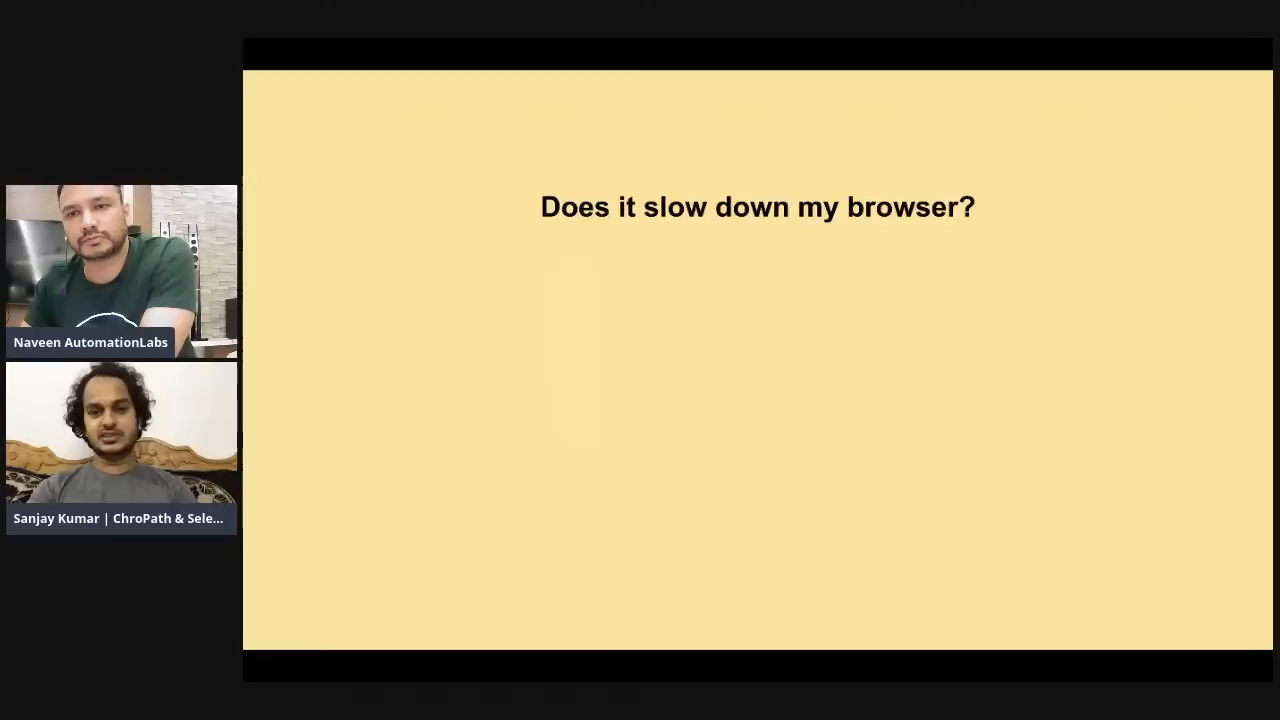 Does it slow down my browser?
Naveen AutomationLabs
Sanjay Kumar | ChroPath & Sele...